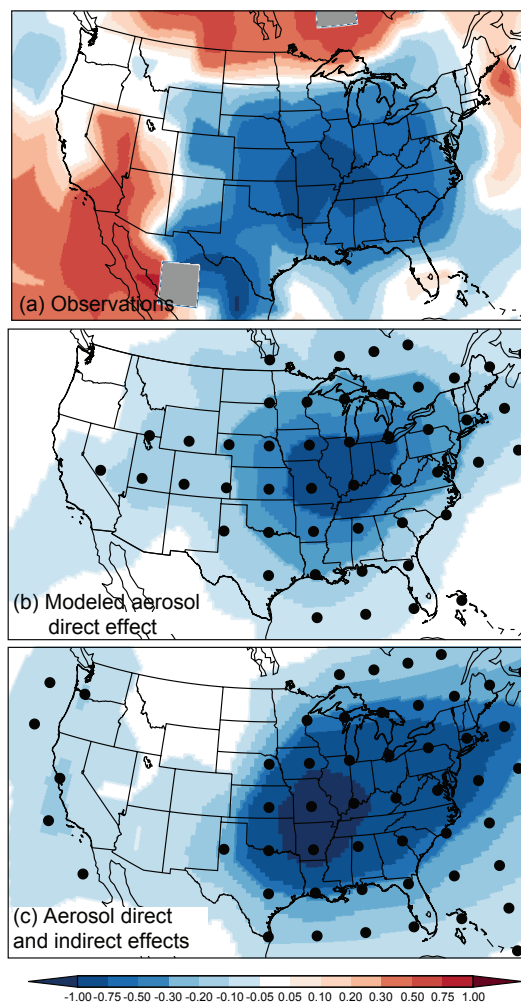 (a) Observations
(b) Modeled aerosol
direct effect
(c) Aerosol direct
and indirect effects
-1.00 -0.75 -0.50 -0.30 -0.20 -0.10 -0.05 0.05 0.10 0.20 0.30 0.50 0.75 1.00